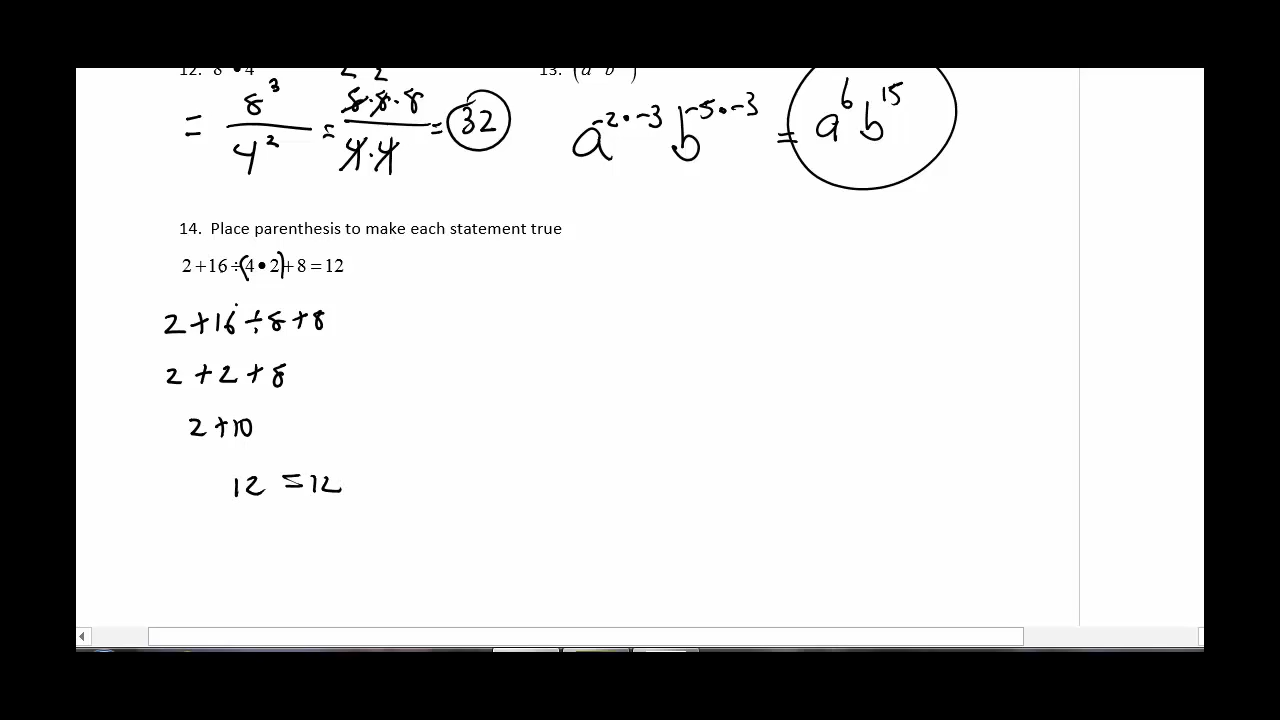 12. 8 • 4 13. (a b )
= 8³/4² = 8·8·8/4·4 = 32 a^(-2·-3) b^(-5·-3) = a⁶b¹⁵
2 2
14. Place parenthesis to make each statement true
2 + 16 ÷ (4 • 2) + 8 = 12
2 + 16 ÷ 8 + 8
2 + 2 + 8
2 + 10
12 = 12